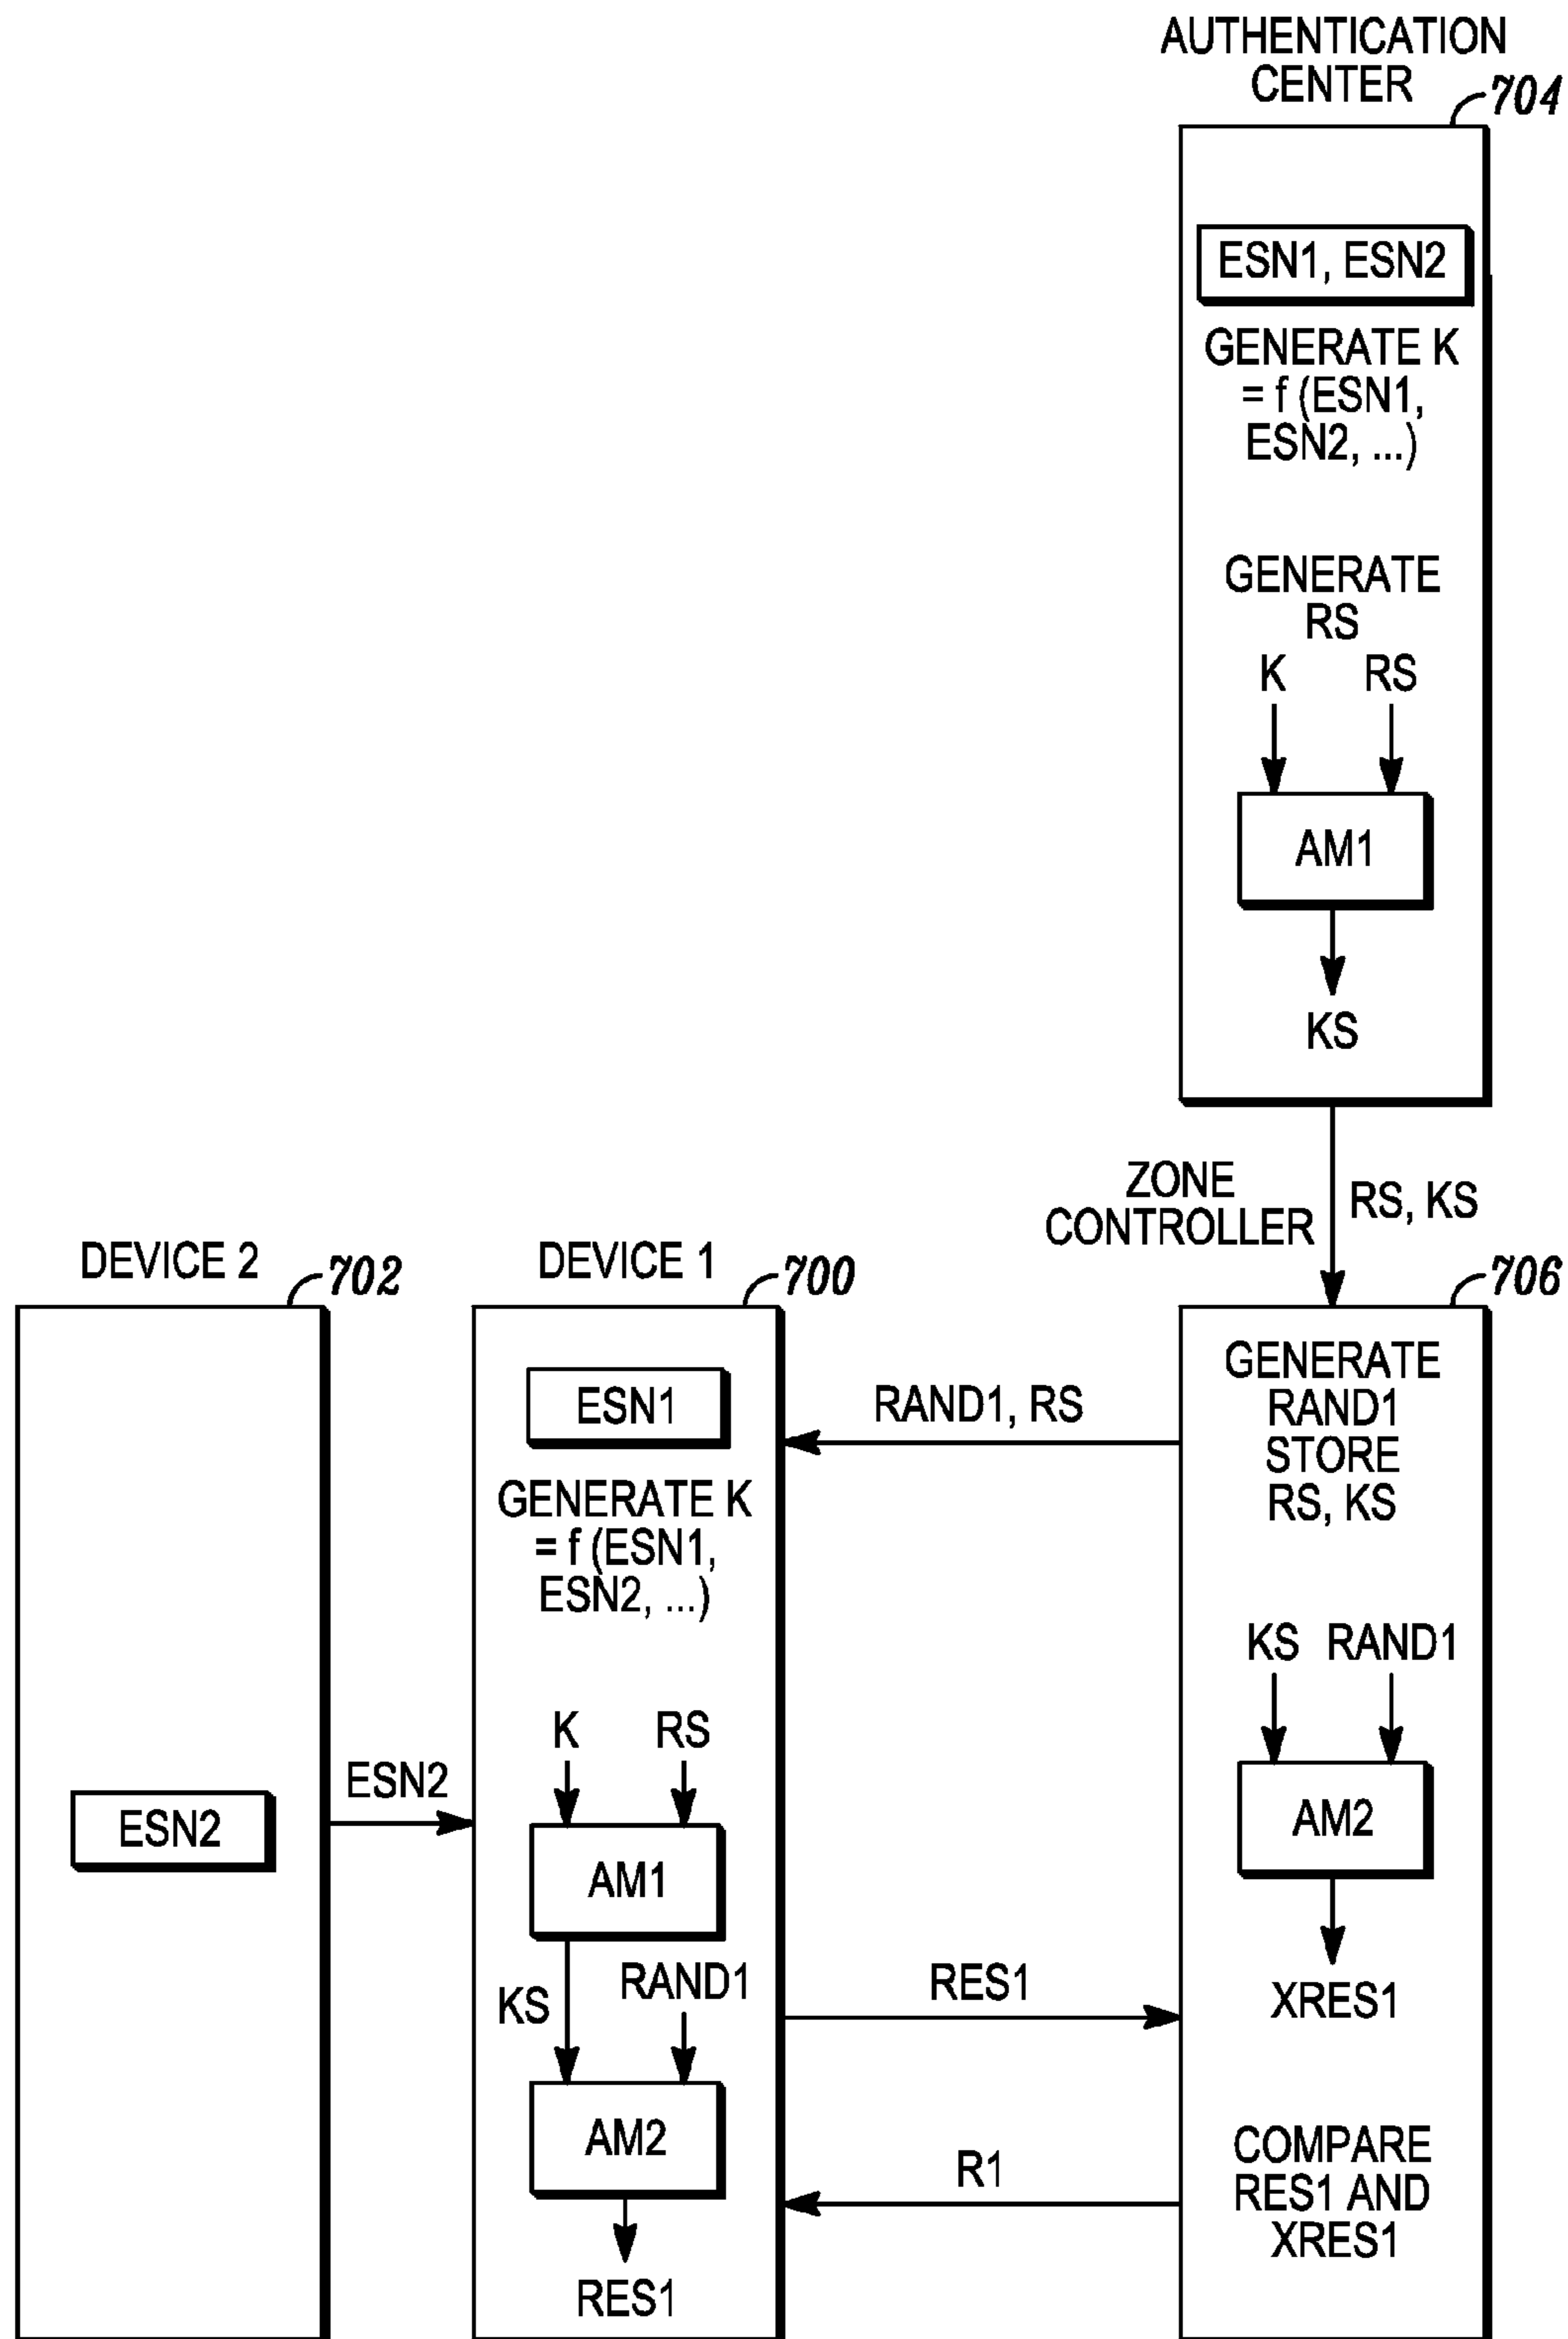 AUTHENTICATION
CENTER
704
ESN1, ESN2
GENERATE K
= f (ESN1,
ESN2, ...)
GENERATE
RS
K RS
AM1
KS
ZONE
CONTROLLER
RS, KS
DEVICE 2
702
DEVICE 1
700
706
ESN2
ESN2
ESN1
GENERATE K
= f (ESN1,
ESN2, ...)
K RS
AM1
KS
RAND1
AM2
RES1
RAND1, RS
RES1
R1
GENERATE
RAND1
STORE
RS, KS
KS RAND1
AM2
XRES1
COMPARE
RES1 AND
XRES1